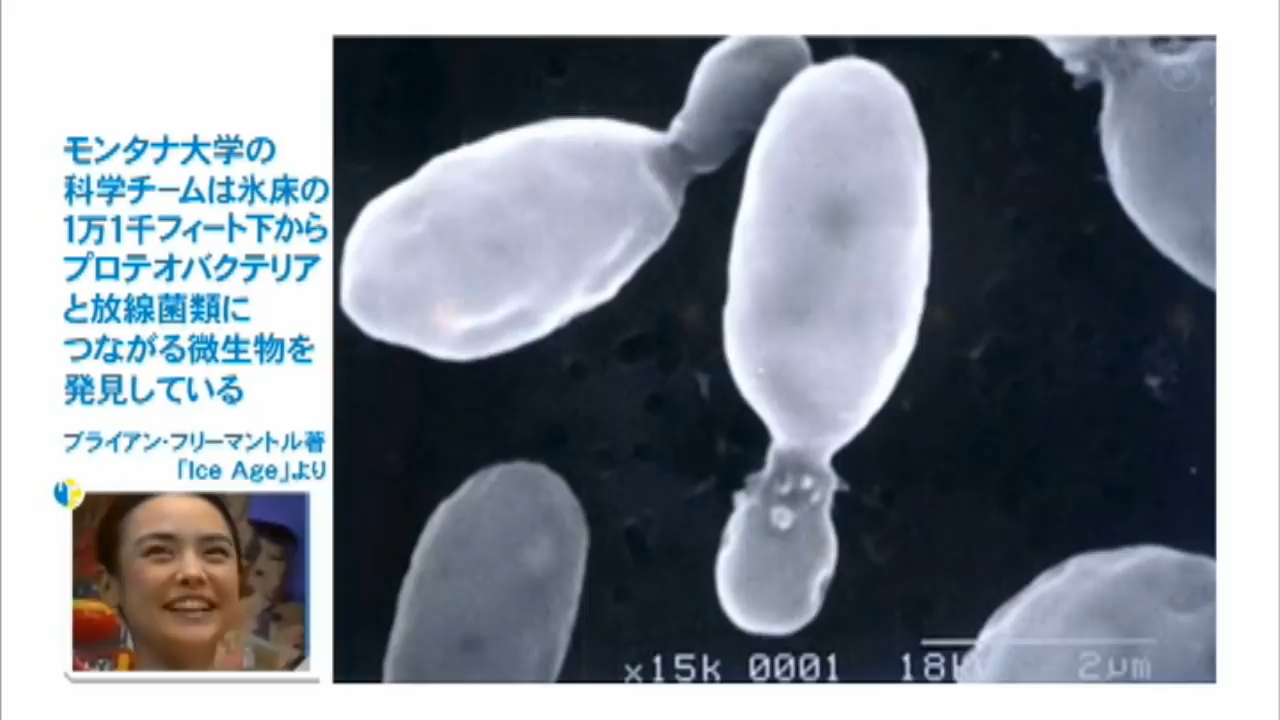 モンタナ大学の
科学チームは氷床の
1万1千フィート下から
プロテオバクテリア
と放線菌類に
つながる微生物を
発見している
ブライアン・フリーマントル著
「Ice Age」より
×15k 0001 18kV 2μm